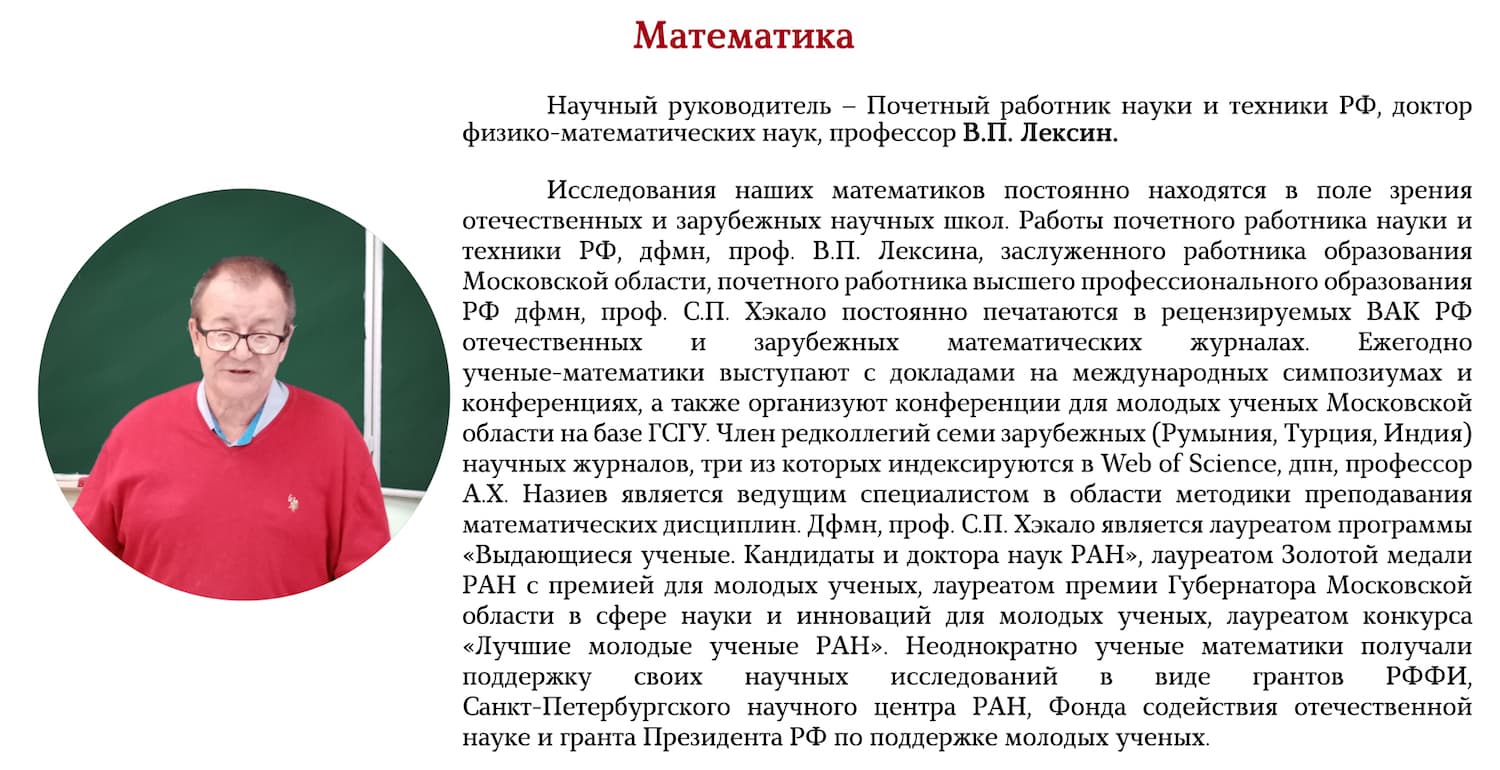 Математика
Научный руководитель – Почетный работник науки и техники РФ, доктор
физико-математических наук, профессор В.П. Лексин.
Исследования наших математиков постоянно находятся в поле зрения
отечественных и зарубежных научных школ. Работы почетного работника науки и
техники РФ, дфмн, проф. В.П. Лексина, заслуженного работника образования
Московской области, почетного работника высшего профессионального образования
РФ дфмн, проф. С.П. Хэкало постоянно печатаются в рецензируемых ВАК РФ
отечественных и зарубежных математических журналах. Ежегодно
ученые-математики выступают с докладами на международных симпозиумах и
конференциях, а также организуют конференции для молодых ученых Московской
области на базе ГСГУ. Член редколлегий семи зарубежных (Румыния, Турция, Индия)
научных журналов, три из которых индексируются в Web of Science, дпн, профессор
А.Х. Назиев является ведущим специалистом в области методики преподавания
математических дисциплин. Дфмн, проф. С.П. Хэкало является лауреатом программы
«Выдающиеся ученые. Кандидаты и доктора наук РАН», лауреатом Золотой медали
РАН с премией для молодых ученых, лауреатом премии Губернатора Московской
области в сфере науки и инноваций для молодых ученых, лауреатом конкурса
«Лучшие молодые ученые РАН». Неоднократно ученые математики получали
поддержку своих научных исследований в виде грантов РФФИ,
Санкт-Петербургского научного центра РАН, Фонда содействия отечественной
науке и гранта Президента РФ по поддержке молодых ученых.